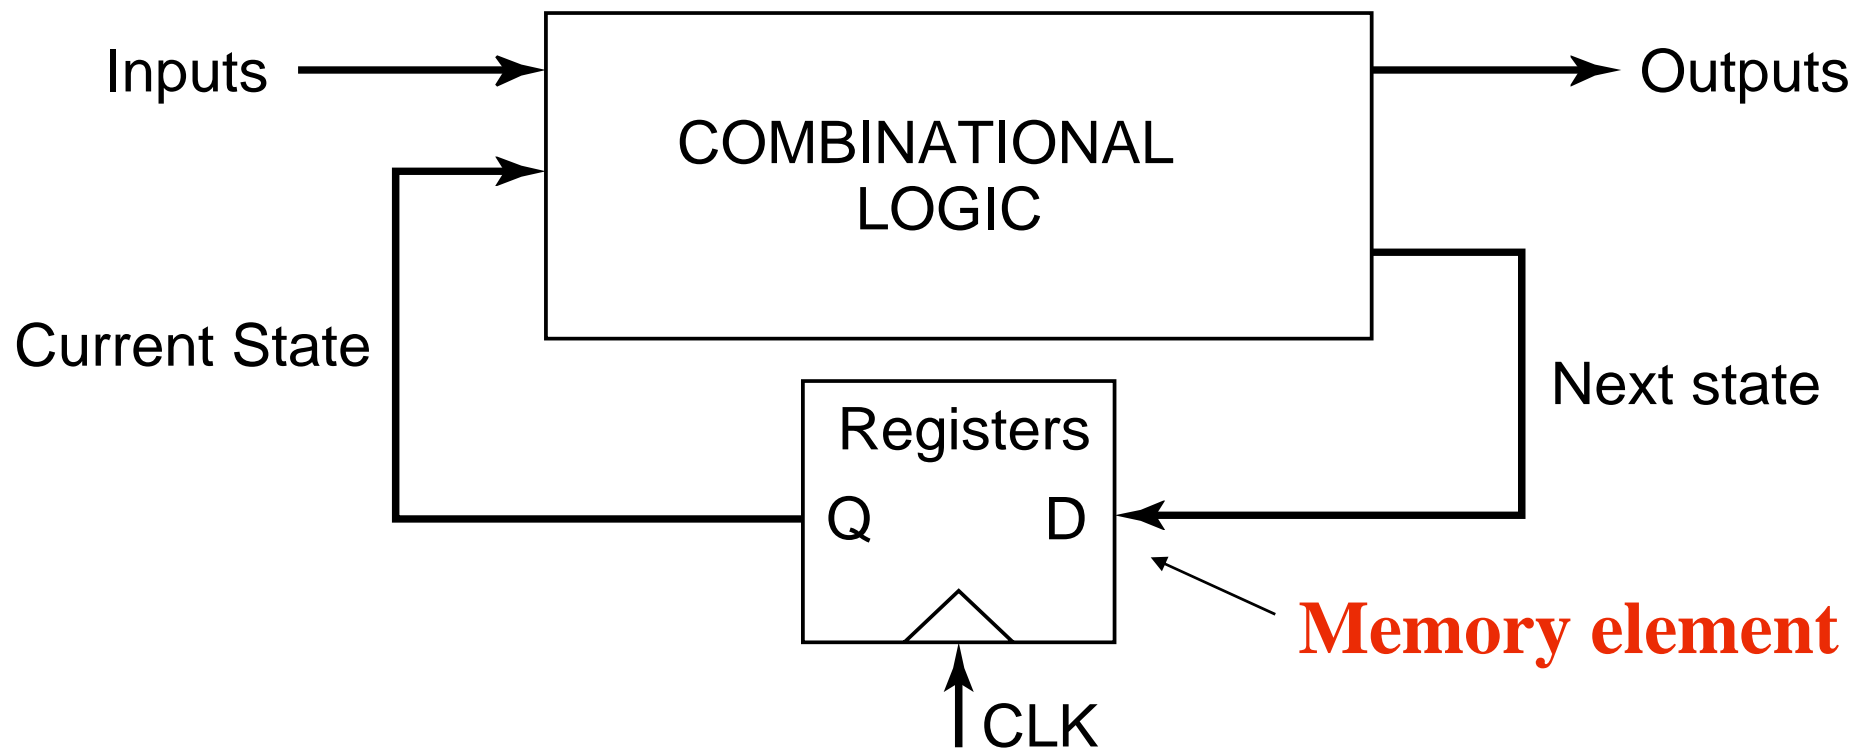 Inputs
Outputs
COMBINATIONAL
LOGIC
Current State
Next state
Registers
Q
D
Memory element
CLK